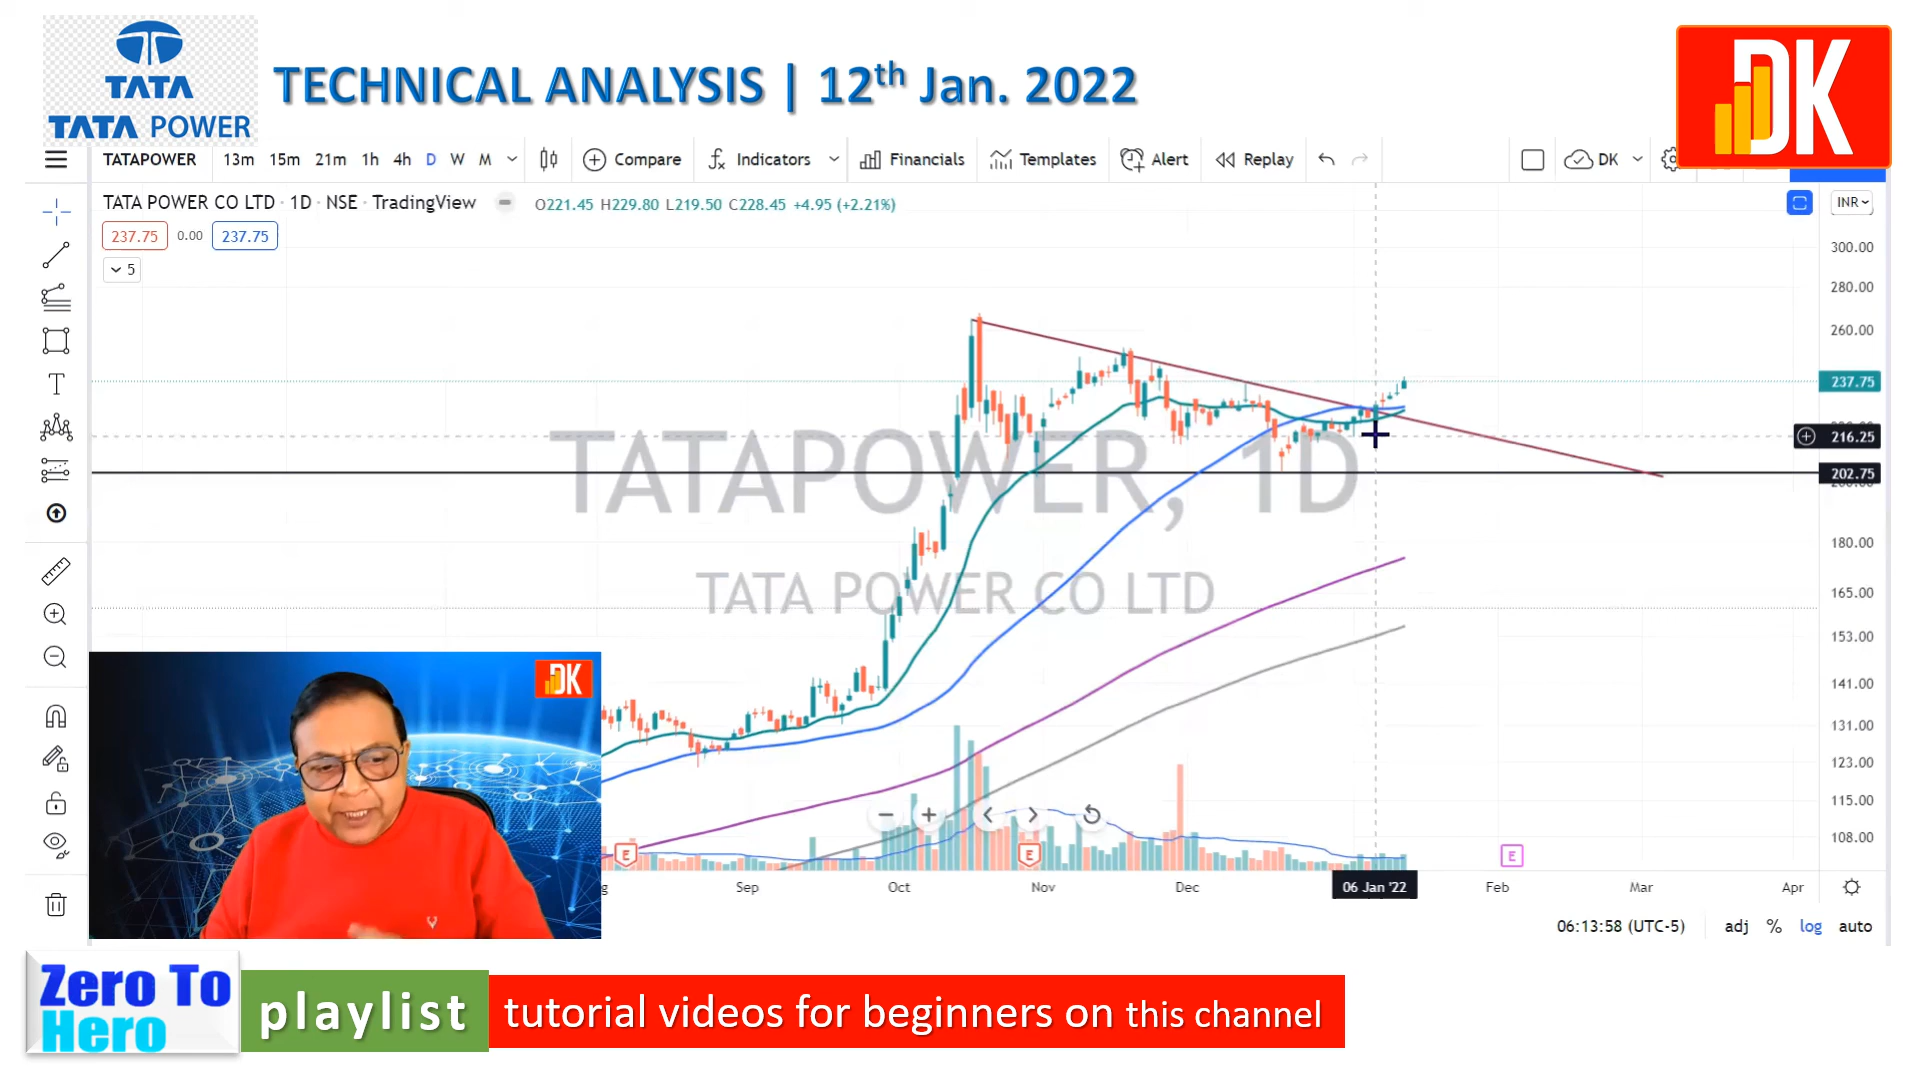 TATA
TATA POWER
TECHNICAL ANALYSIS | 12th Jan. 2022
DK
TATAPOWER 13m 15m 21m 1h 4h D W M Compare Indicators Financials Templates Alert Replay DK
TATA POWER CO LTD · 1D · NSE · TradingView O221.45 H229.80 L219.50 C228.45 +4.95 (+2.21%) INR
237.75 0.00 237.75
5
300.00
280.00
260.00
237.75
216.25
202.75
180.00
165.00
153.00
141.00
131.00
123.00
115.00
108.00
TATAPOWER, 1D
TATA POWER CO LTD
DK
E E E
Sep Oct Nov Dec 06 Jan '22 Feb Mar Apr
06:13:58 (UTC-5) adj % log auto
Zero To
Hero
playlist
tutorial videos for beginners on this channel